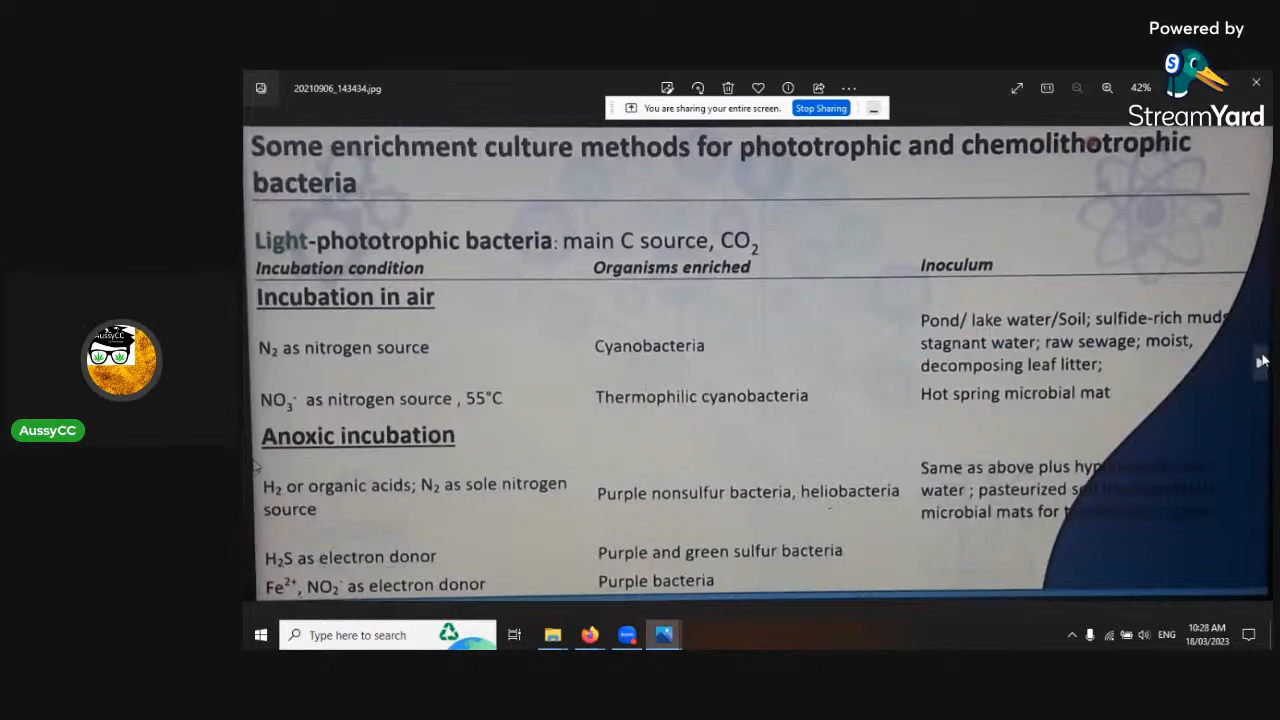 Powered by
StreamYard
20210906_143434.jpg
42%
You are sharing your entire screen.
Stop Sharing
Some enrichment culture methods for phototrophic and chemolithotrophic
bacteria
Light-phototrophic bacteria: main C source, CO2
Incubation condition Organisms enriched Inoculum
Incubation in air
N2 as nitrogen source Cyanobacteria
Pond/ lake water/Soil; sulfide-rich muds
stagnant water; raw sewage; moist,
decomposing leaf litter;
NO3- as nitrogen source , 55°C Thermophilic cyanobacteria Hot spring microbial mat
Anoxic incubation
H2 or organic acids; N2 as sole nitrogen
source
Purple nonsulfur bacteria, heliobacteria
Same as above plus
water ; pasteurized
microbial mats for
H2S as electron donor Purple and green sulfur bacteria
Fe2+, NO2- as electron donor Purple bacteria
AussyCC
AussyCC
Type here to search
zoom
ENG
10:28 AM
18/03/2023